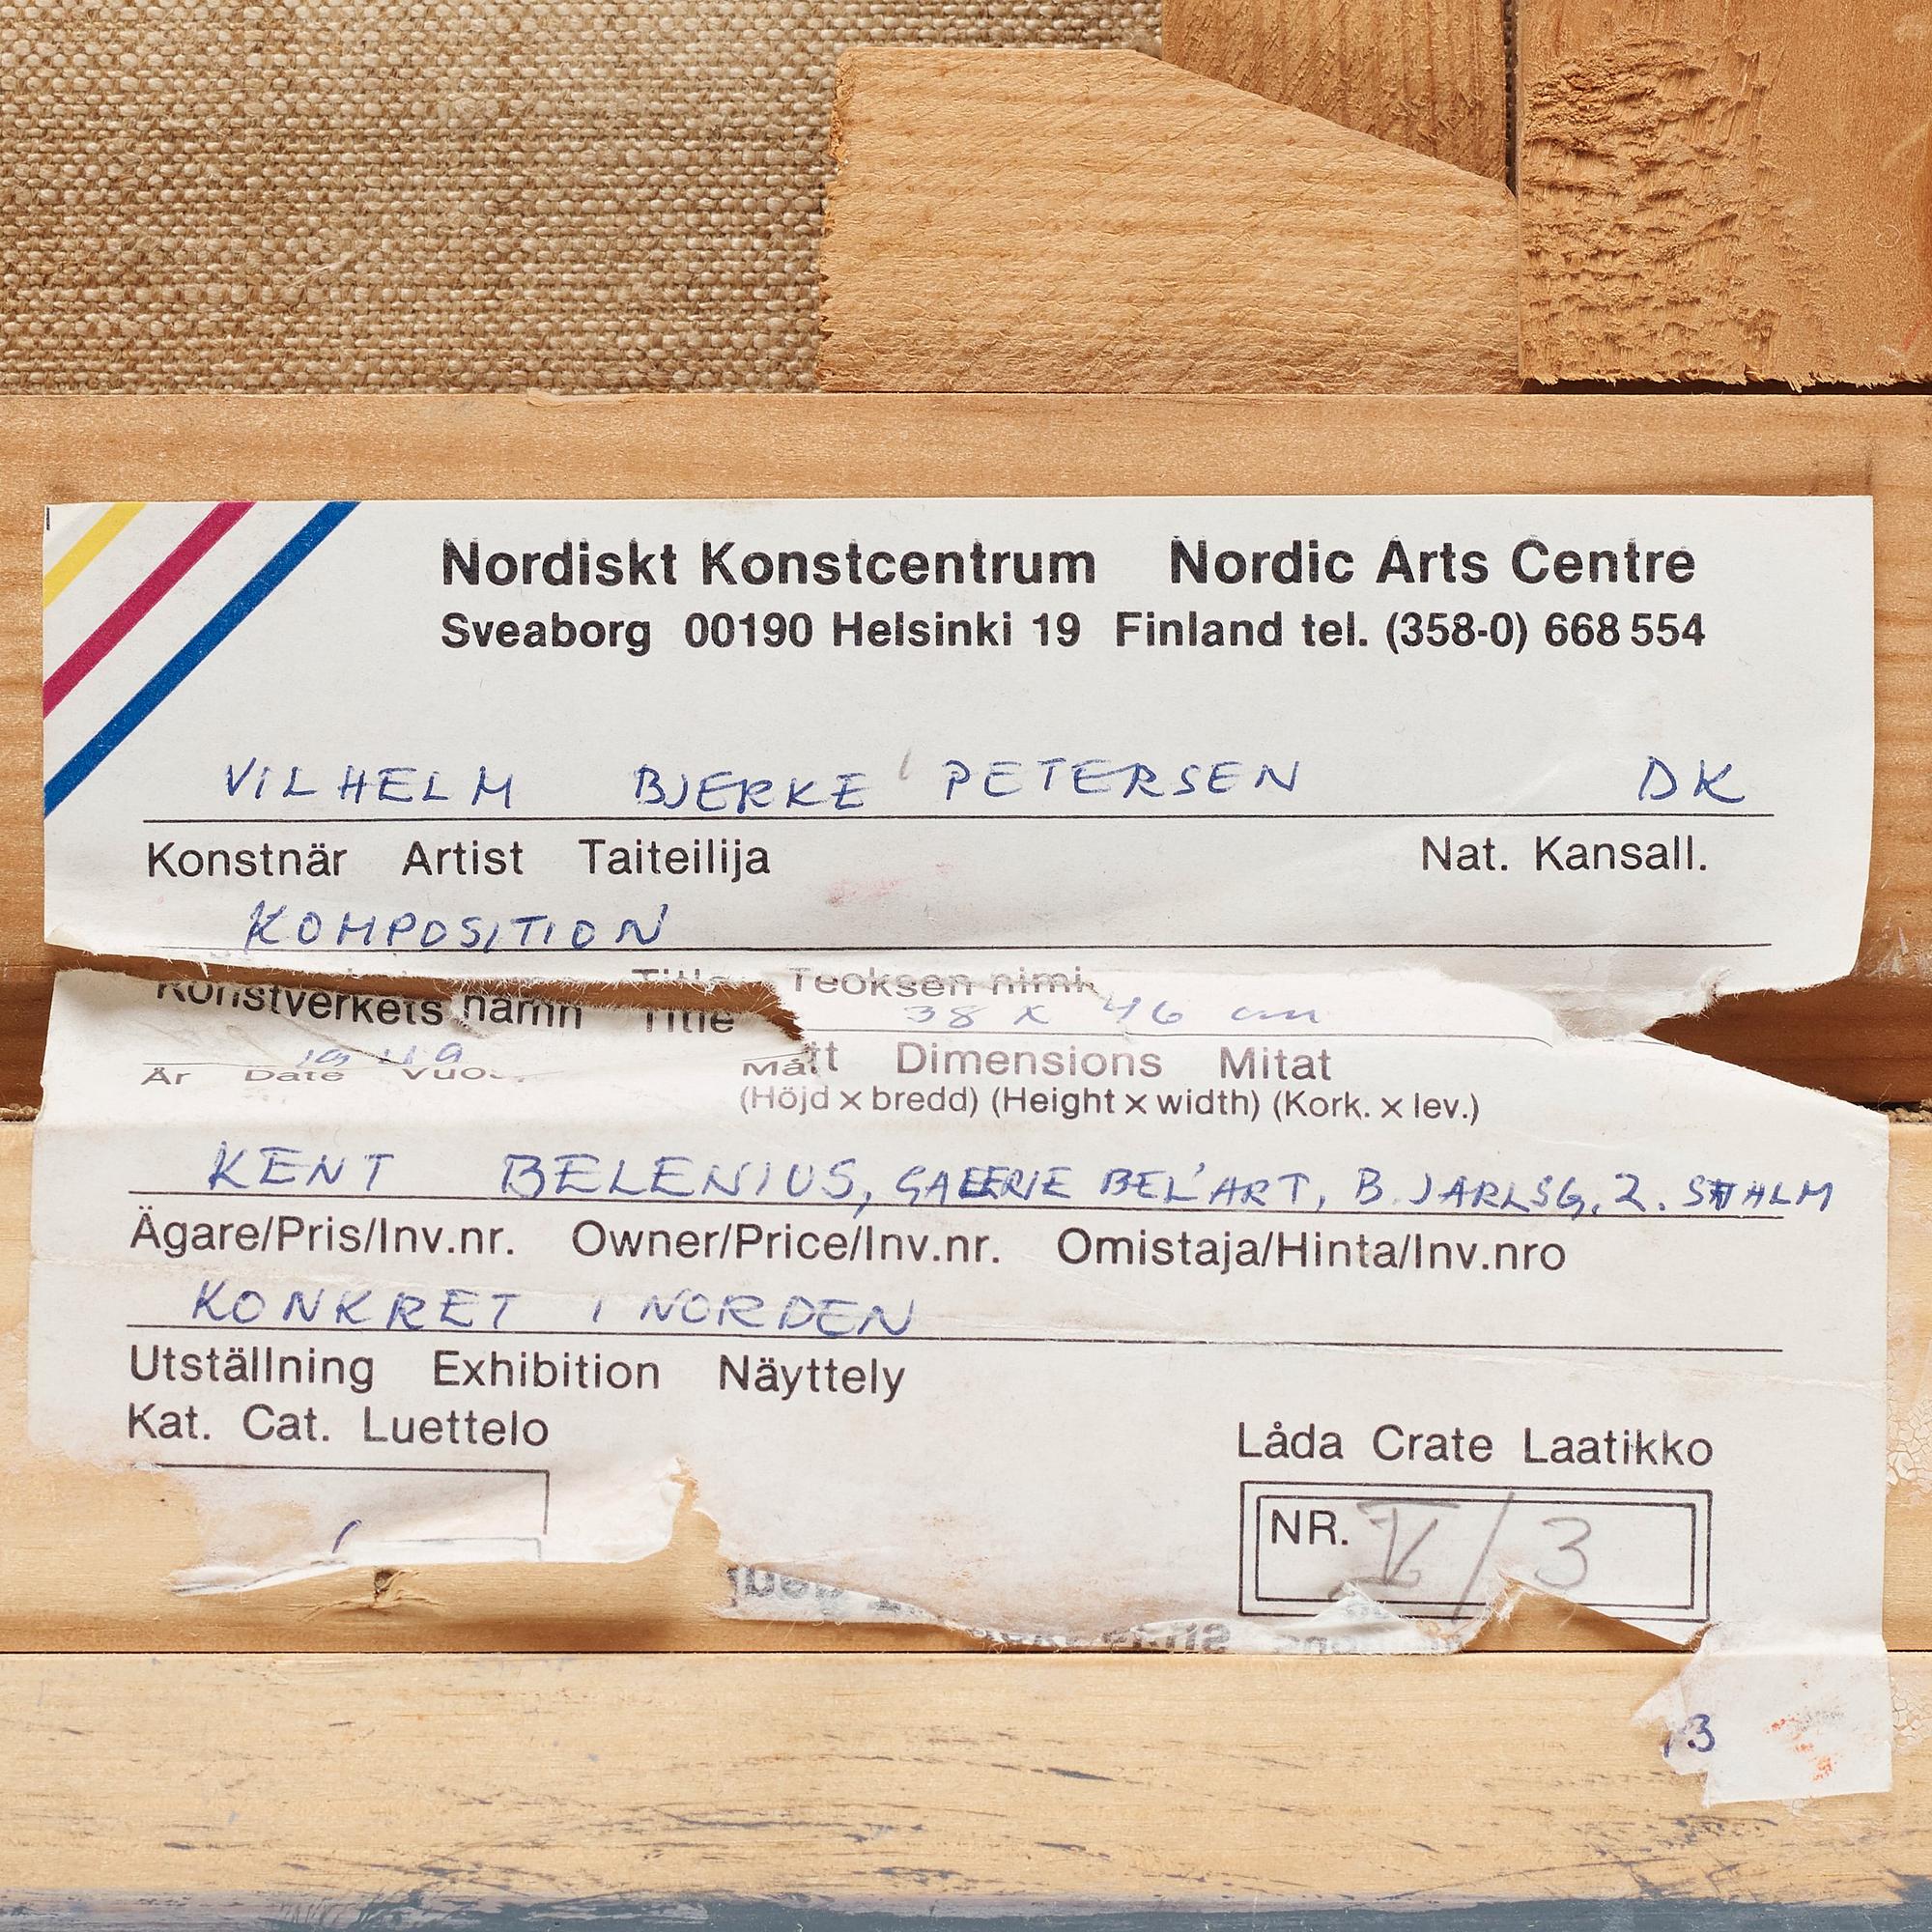 Nordiskt Konstcentrum Nordic Arts Centre
Sveaborg 00190 Helsinki 19 Finland tel. (358-0) 668 554
VILHELM BJERKE PETERSEN DK
Konstnär Artist Taiteilija Nat. Kansall.
KOMPOSITION
Konstverkets namn Title Teoksen nimi
38 x 46 cm
År Date Mått Dimensions Mitat
(Höjd x bredd) (Height x width) (Kork. x lev.)
KENT BELENIUS, GALERIE BEL'ART, B. JARLSG, 2. STHLM
Ägare/Pris/Inv.nr. Owner/Price/Inv.nr. Omistaja/Hinta/Inv.nro
KONKRET I NORDEN
Utställning Exhibition Näyttely
Kat. Cat. Luettelo
Låda Crate Laatikko
NR. V/3